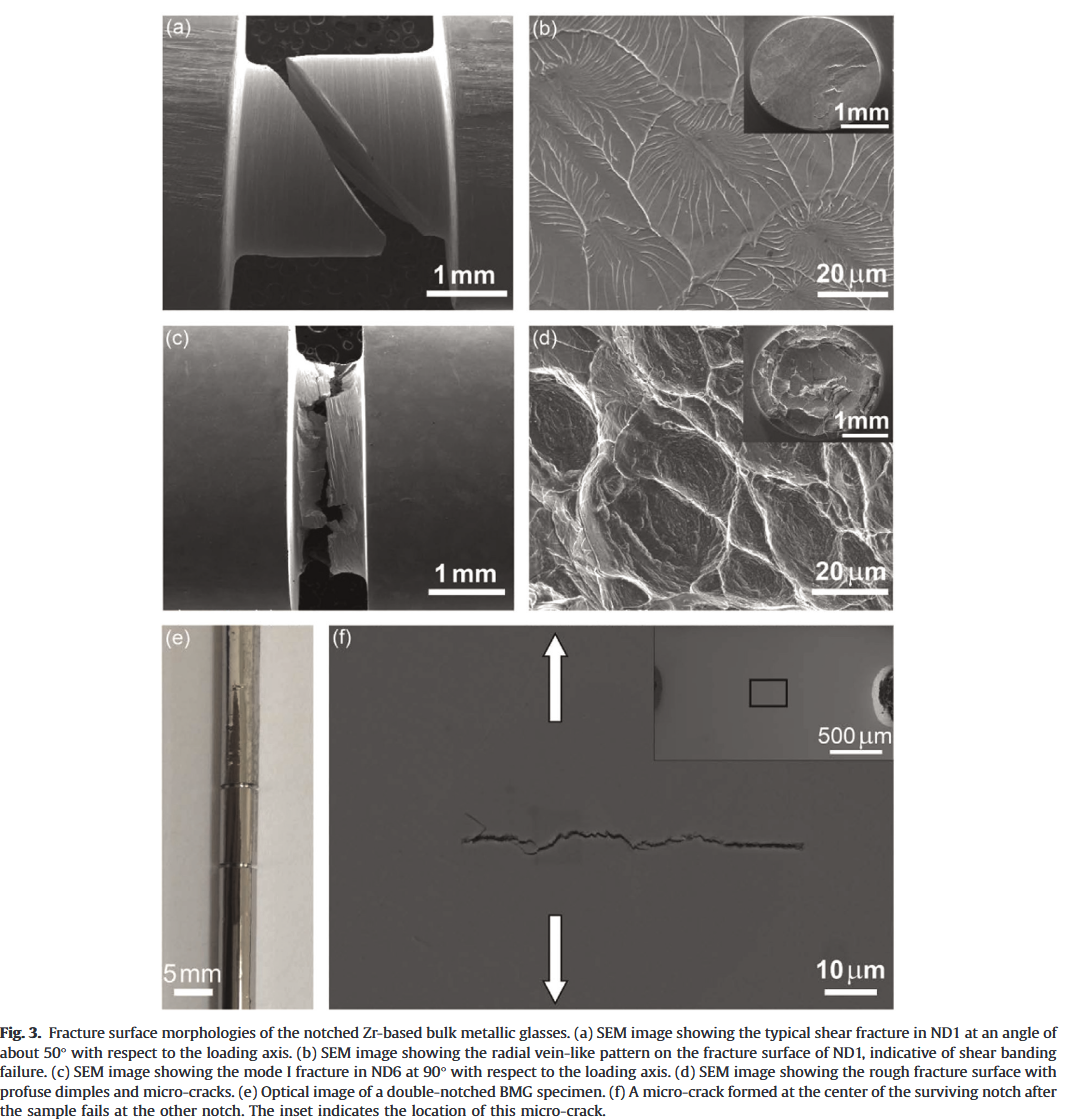 (a)
1 mm
(b)
1mm
20 μm
(c)
1 mm
(d)
1mm
20 μm
(e)
5mm
(f)
500 μm
10 μm
Fig. 3. Fracture surface morphologies of the notched Zr-based bulk metallic glasses. (a) SEM image showing the typical shear fracture in ND1 at an angle of
about 50° with respect to the loading axis. (b) SEM image showing the radial vein-like pattern on the fracture surface of ND1, indicative of shear banding
failure. (c) SEM image showing the mode I fracture in ND6 at 90° with respect to the loading axis. (d) SEM image showing the rough fracture surface with
profuse dimples and micro-cracks. (e) Optical image of a double-notched BMG specimen. (f) A micro-crack formed at the center of the surviving notch after
the sample fails at the other notch. The inset indicates the location of this micro-crack.